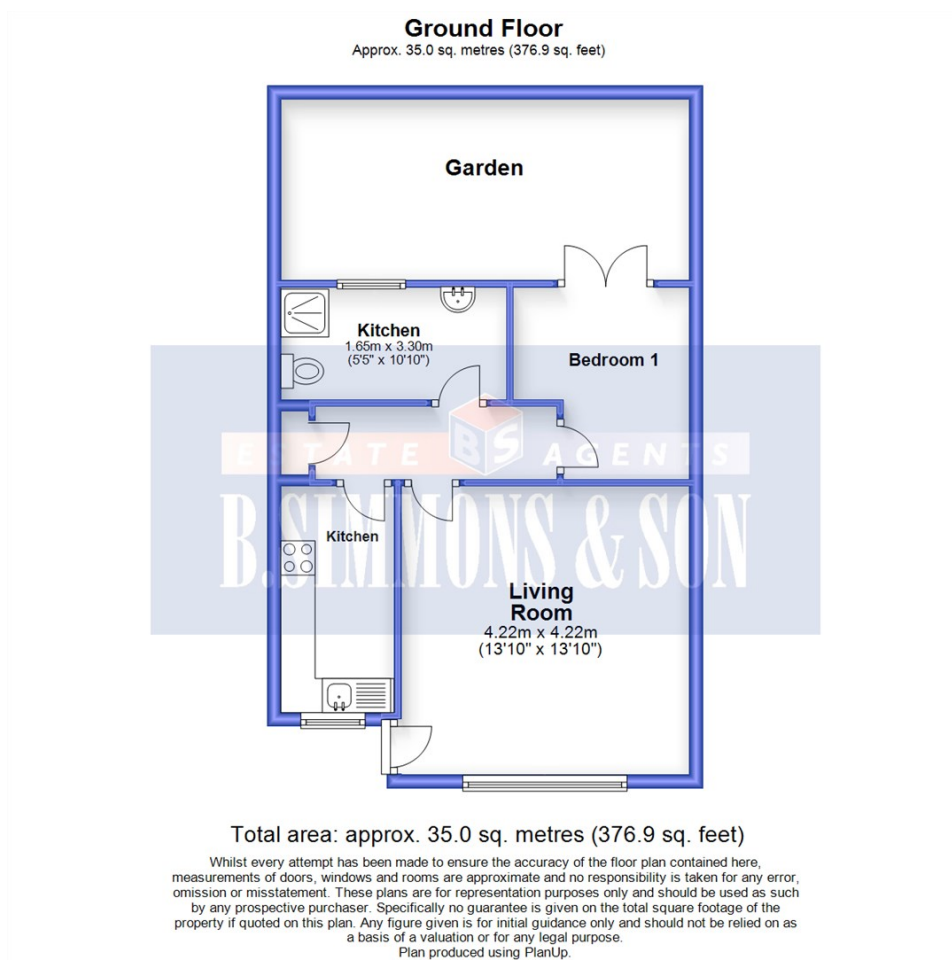 Ground Floor
Approx. 35.0 sq. metres (376.9 sq. feet)
Garden
Kitchen
1.65m x 3.30m
(5'5" x 10'10")
Bedroom 1
ESTATE BS AGENTS
B.SIMMONS & SON
Kitchen
Living
Room
4.22m x 4.22m
(13'10" x 13'10")
Total area: approx. 35.0 sq. metres (376.9 sq. feet)
Whilst every attempt has been made to ensure the accuracy of the floor plan contained here,
measurements of doors, windows and rooms are approximate and no responsibility is taken for any error,
omission or misstatement. These plans are for representation purposes only and should be used as such
by any prospective purchaser. Specifically no guarantee is given on the total square footage of the
property if quoted on this plan. Any figure given is for initial guidance only and should not be relied on as
a basis of a valuation or for any legal purpose.
Plan produced using PlanUp.